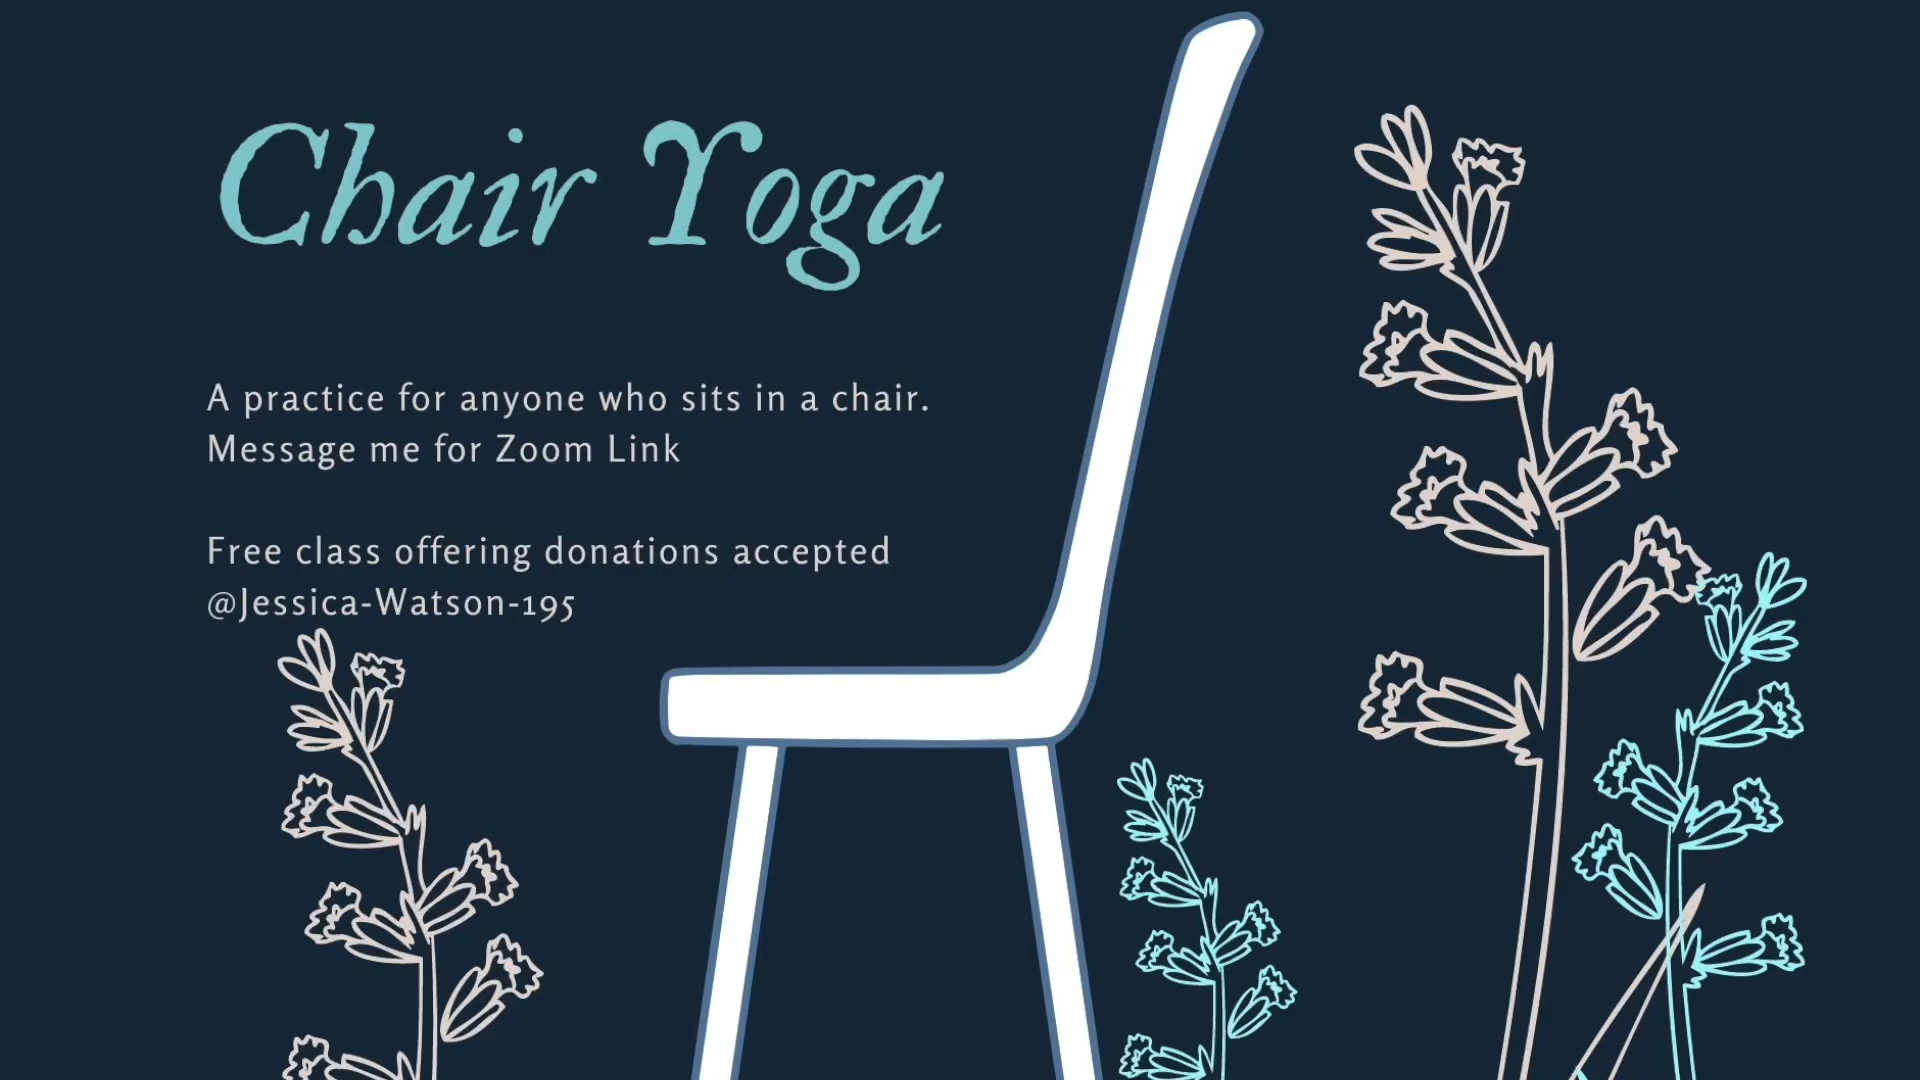 Chair Yoga
A practice for anyone who sits in a chair.
Message me for Zoom Link
Free class offering donations accepted
@Jessica-Watson-195